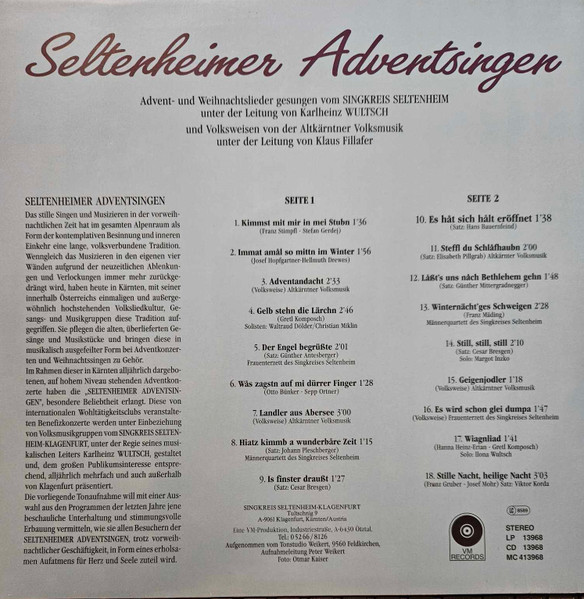 Seltenheimer Adventsingen
Advent- und Weihnachtslieder gesungen vom SINGKREIS SELTENHEIM
unter der Leitung von Karlheinz WULTSCH
und Volksweisen von der Altkärntner Volksmusik
unter der Leitung von Klaus Fillafer
SELTENHEIMER ADVENTSINGEN
Das stille Singen und Musizieren in der vorweih-
nachtlichen Zeit hat im gesamten Alpenraum als
Form der kontemplativen Besinnung und inneren
Einkehr eine lange, volksverbundene Tradition.
Wenngleich das Musizieren in den eigenen vier
Wänden aufgrund der neuzeitlichen Ablenkun-
gen und Verlockungen immer mehr zurückge-
drängt wird, haben heute in Kärnten, mit seiner
innerhalb Österreichs einmaligen und außerge-
wöhnlich hochstehenden Volksliedkultur, Ge-
sangs- und Musikgruppen diese Tradition auf-
gegriffen. Sie pflegen die alten, überlieferten Ge-
sänge und Musikstücke und bringen diese in
musikalisch ausgefeilter Form bei Adventkonzer-
ten und Weihnachtssingen zu Gehör.
Im Rahmen dieser in Kärnten alljährlich dargebo-
tenen, auf hohem Niveau stehenden Advent-
konzerte haben die „SELTENHEIMER ADVENTSIN-
GEN", besondere Beliebtheit erlangt. Diese von
internationalen Wohltätigkeitsclubs veranstalte-
ten Benefizkonzerte werden unter Einbeziehung
von Volksmusikgruppen vom SINGKREIS SELTEN-
HEIM-KLAGENFURT, unter der Regie seines musi-
kalischen Leiters Karlheinz WULTSCH, gestaltet
und, dem großen Publikumsinteresse entspre-
chend, alljährlich mehrfach und auch außerhalb
von Klagenfurt präsentiert.
Die vorliegende Tonaufnahme will mit einer Aus-
wahl aus den Programmen der letzten Jahre jene
beschauliche Unterhaltung und stimmungsvolle
Erbauung vermitteln, wie sie allen Besuchern der
SELTENHEIMER ADVENTSINGEN, trotz vorweih-
nachtlicher Geschäftigkeit, in Form eines erholsa-
men Aufatmens für Herz und Seele zuteil wird.
SEITE 1
1. Kimmst mit mir in mei Stubn 1'36
(Franz Stimpfl - Stefan Gerdej)
2. Immat amål so mittn im Winter 1'56
(Josef Hopfgartner-Hellmuth Drewes)
3. Adventandacht 2'33
(Volksweise) Altkärntner Volksmusik
4. Gelb stehn die Lärchn 2'46
(Gretl Komposch)
Solisten: Waltraud Dölder/Christian Miklin
5. Der Engel begrüßte 2'01
(Satz: Günther Antesberger)
Frauenterzett des Singkreises Seltenheim
6. Wås zagstn auf mi dürrer Finger 1'28
(Otto Bünker - Sepp Ortner)
7. Landler aus Abersee 3'00
(Volksweise) Altkärntner Volksmusik
8. Hiatz kimmb a wunderbåre Zeit 1'15
(Satz: Johann Pleschberger)
Männerquartett des Singkreises Seltenheim
9. Is finster draußt 1'27
(Satz: Cesar Bresgen)
SINGKREIS SELTENHEIM-KLAGENFURT
Tultschnig 9
A-9061 Klagenfurt, Kärnten/Austria
Eine VM-Produktion, Industriestraße, A-6430 Ötztal,
Tel.: 0 52 66 / 8126
Aufgenommen vom Tonstudio Weikert, 9560 Feldkirchen,
Aufnahmeleitung Peter Weikert
Foto: Otmar Kaiser
SEITE 2
10. Es håt sich hålt eröffnet 1'38
(Satz: Hans Bauernfeind)
11. Steffl du Schlåfhaubn 2'00
(Satz: Elisabeth Pillgrab) Altkärntner Volksmusik
12. Låßt's uns nåch Bethlehem gehn 1'48
(Satz: Günther Mittergradnegger)
13. Winternächt'ges Schweigen 2'28
(Franz Mäding)
Männerquartett des Singkreises Seltenheim
14. Still, still, still 2'10
(Satz: Cesar Bresgen)
Solo: Margot Inzko
15. Geigenjodler 1'18
(Volksweise) Altkärntner Volksmusik
16. Es wird schon glei dumpa 1'47
(Volksweise) Frauenterzett des Singkreises Seltenheim
17. Wiagnliad 1'41
(Hanna Heinz-Erian - Gretl Komposch)
Solo: Ilona Wultsch
18. Stille Nacht, heilige Nacht 3'03
(Franz Gruber - Josef Mohr) Satz: Viktor Korda
VM
RECORDS
STEREO
LP 13968
CD 13968
MC 413968